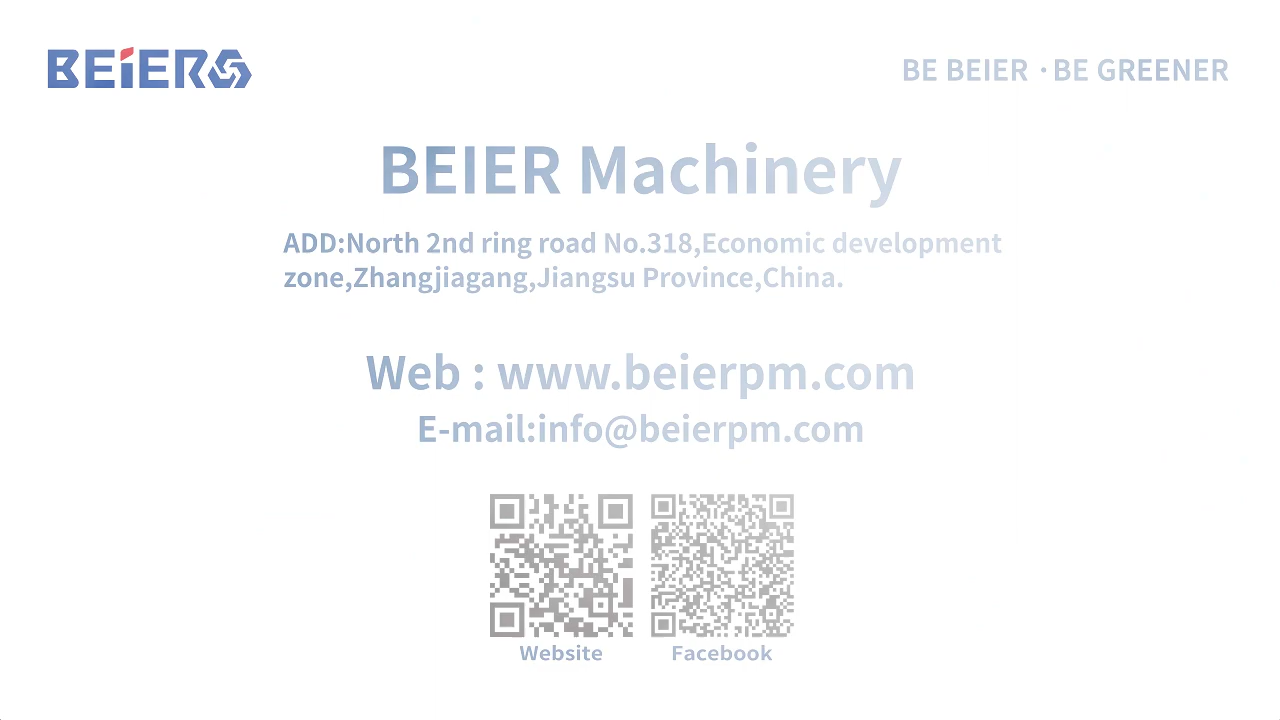 BEIER
BE BEIER · BE GREENER
BEIER Machinery
ADD:North 2nd ring road No.318,Economic development
zone,Zhangjiagang,Jiangsu Province,China.
Web : www.beierpm.com
E-mail:info@beierpm.com
Website
Facebook